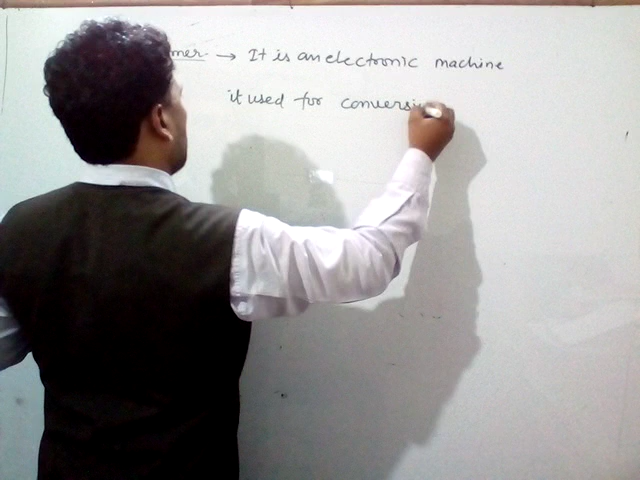 mer → It is an electronic machine
it used for conversi